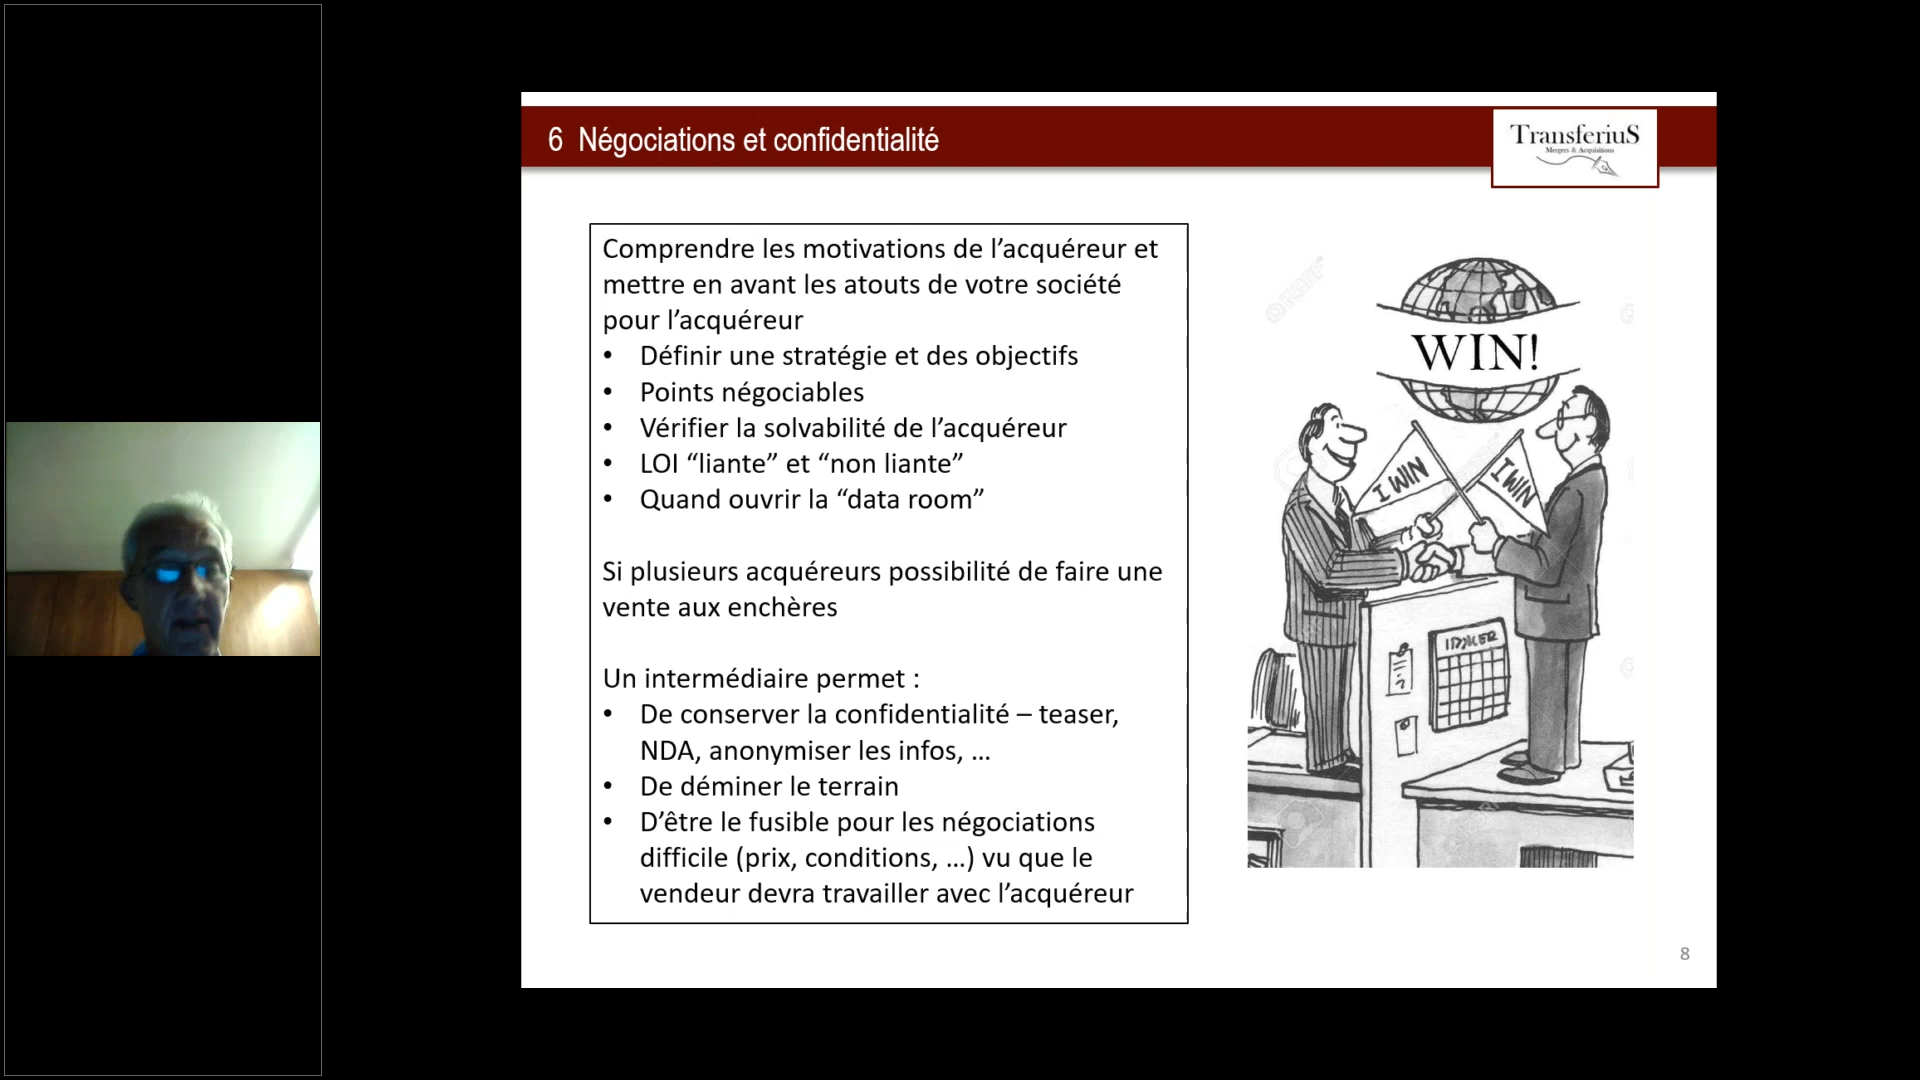 6 Négociations et confidentialité
TransferiuS
Mergers & Acquisitions
Comprendre les motivations de l’acquéreur et
mettre en avant les atouts de votre société
pour l’acquéreur
• Définir une stratégie et des objectifs
• Points négociables
• Vérifier la solvabilité de l’acquéreur
• LOI “liante” et “non liante”
• Quand ouvrir la “data room”
Si plusieurs acquéreurs possibilité de faire une
vente aux enchères
Un intermédiaire permet :
• De conserver la confidentialité – teaser,
NDA, anonymiser les infos, …
• De déminer le terrain
• D’être le fusible pour les négociations
difficile (prix, conditions, …) vu que le
vendeur devra travailler avec l’acquéreur
WIN!
I WIN
I WIN
8